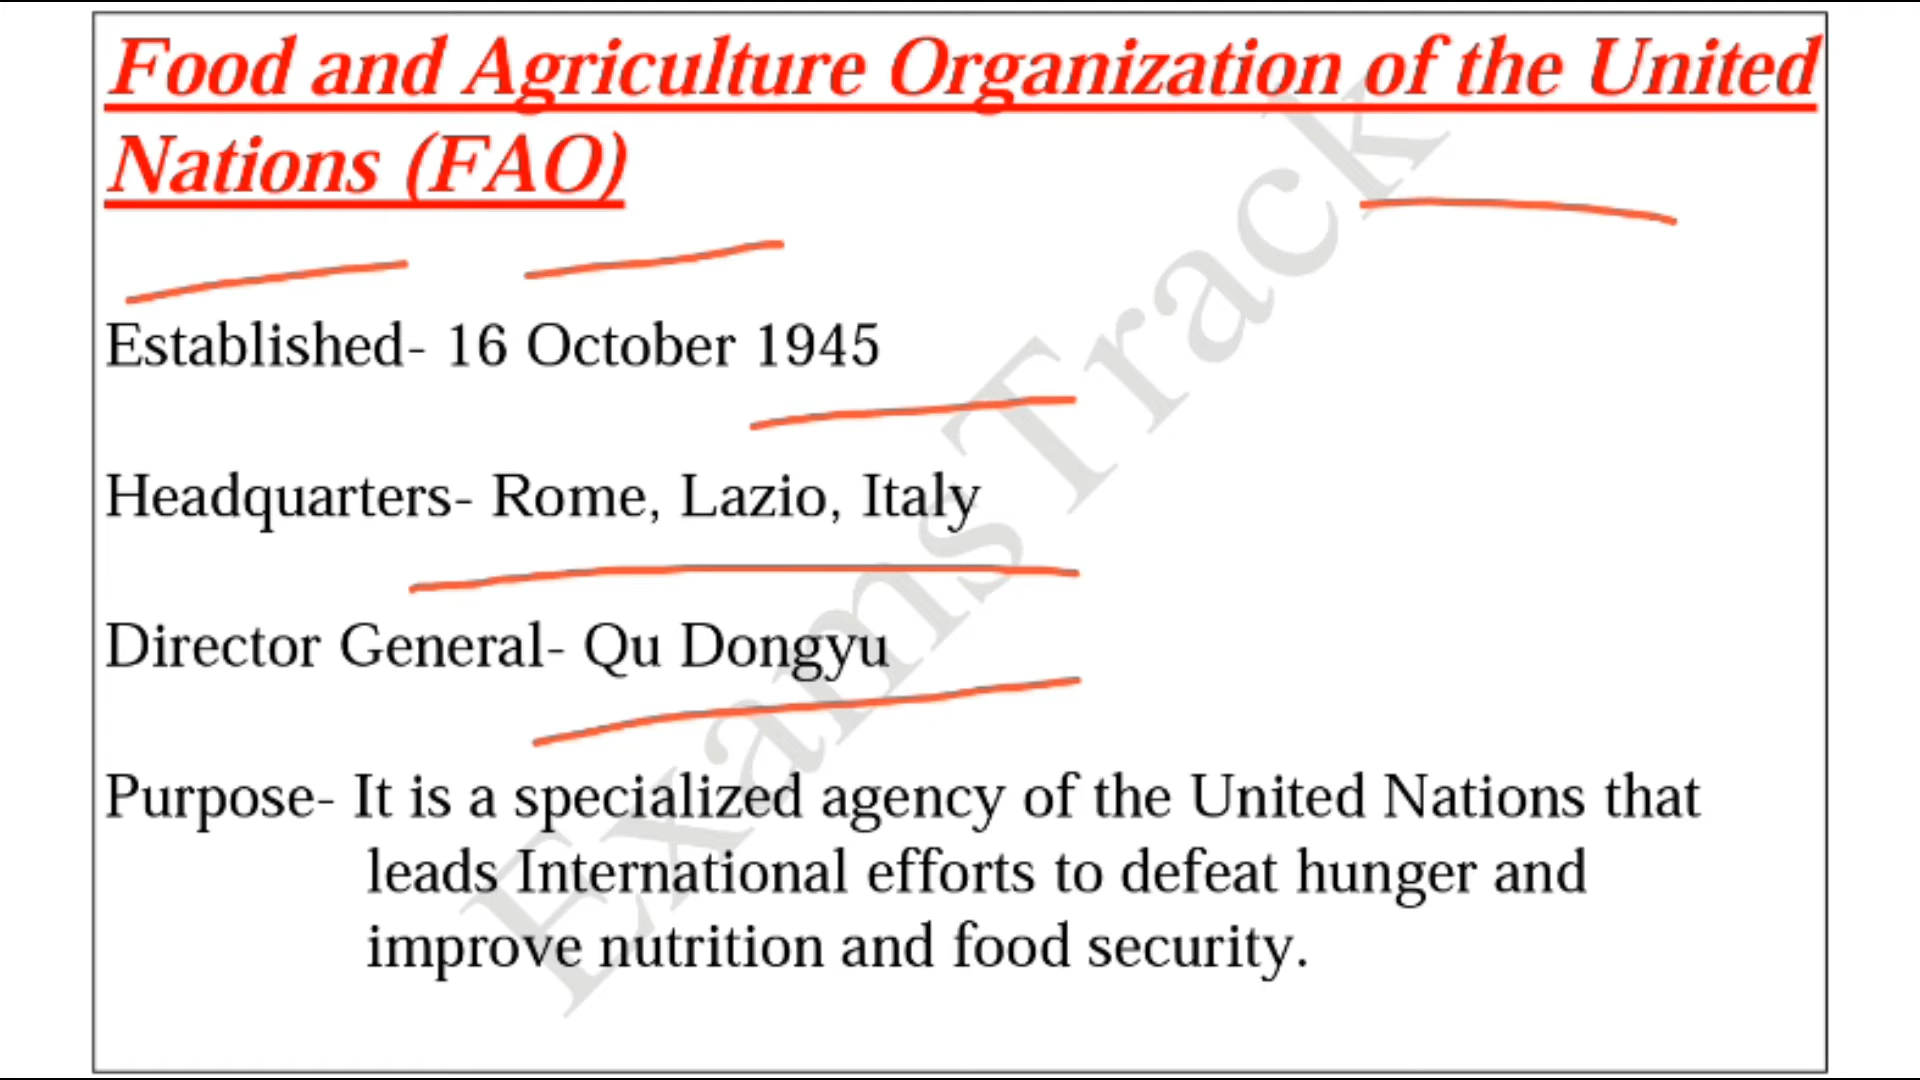 Food and Agriculture Organization of the United
Nations (FAO)
Established- 16 October 1945
Headquarters- Rome, Lazio, Italy
Director General- Qu Dongyu
Purpose- It is a specialized agency of the United Nations that
leads International efforts to defeat hunger and
improve nutrition and food security.
ExamsTrack